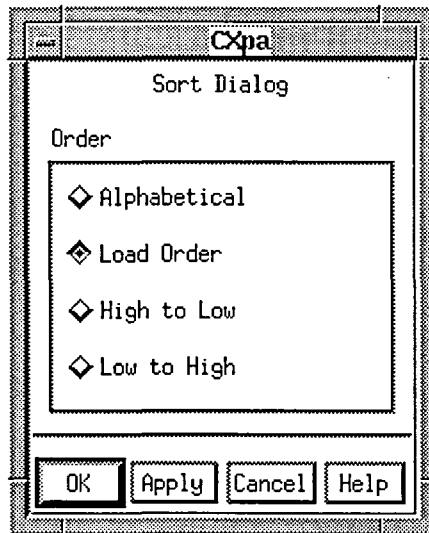 CXpa
Sort Dialog
Order
Alphabetical
Load Order
High to Low
Low to High
OK Apply Cancel Help